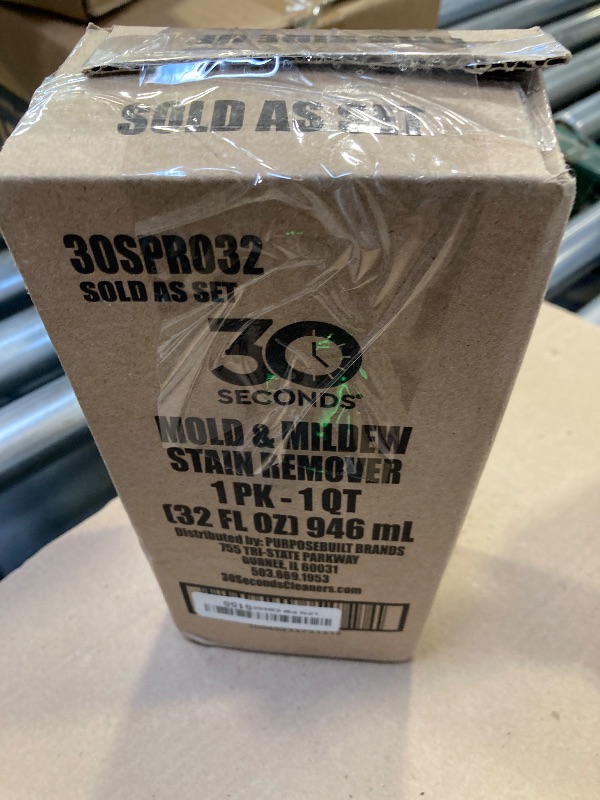 SOLD AS SET
30SPRO32
SOLD AS SET
30
SECONDS®
MOLD & MILDEW
STAIN REMOVER
1 PK - 1 QT
(32 FL OZ) 946 mL
Distributed by: PURPOSEBUILT BRANDS
755 TRI-STATE PARKWAY
GURNEE, IL 60031
503.669.1953
30SecondsCleaners.com